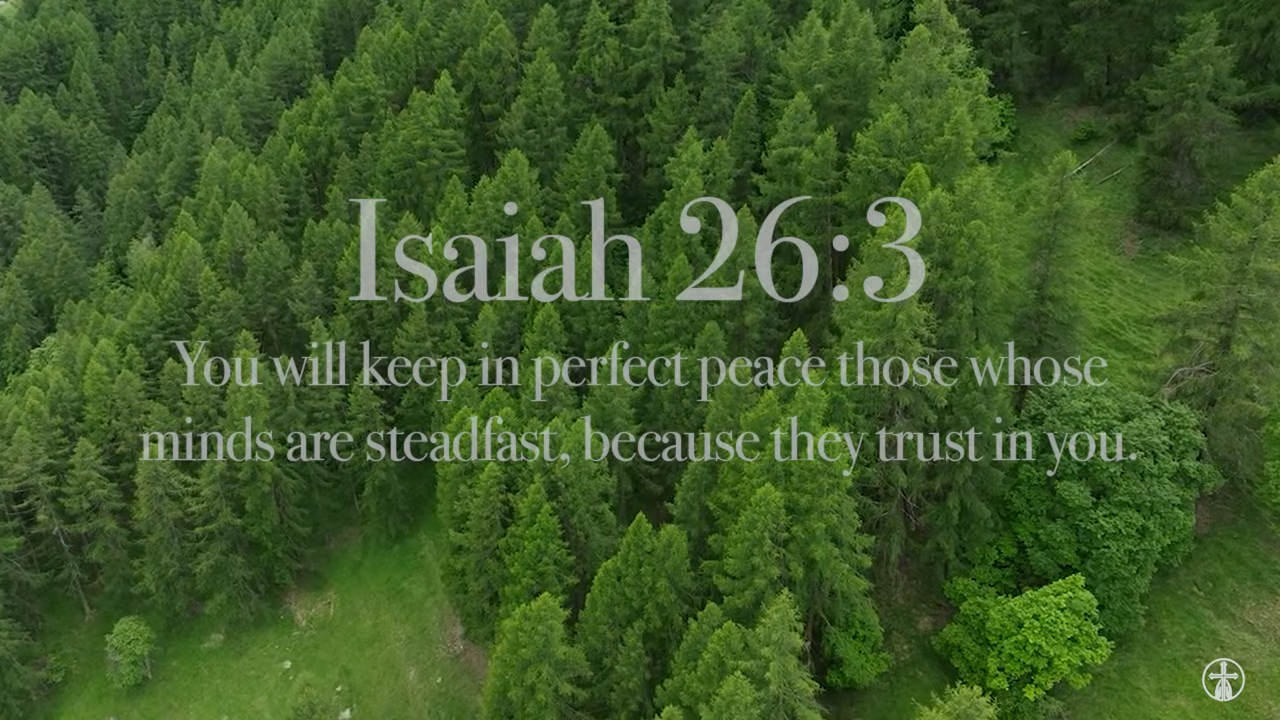 Isaiah 26:3
You will keep in perfect peace those whose
minds are steadfast, because they trust in you.